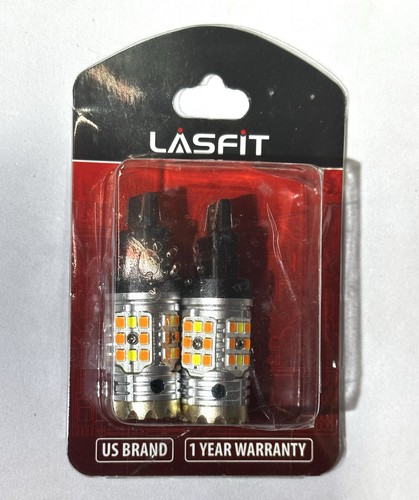 LASFIT
US BRAND
1 YEAR WARRANTY